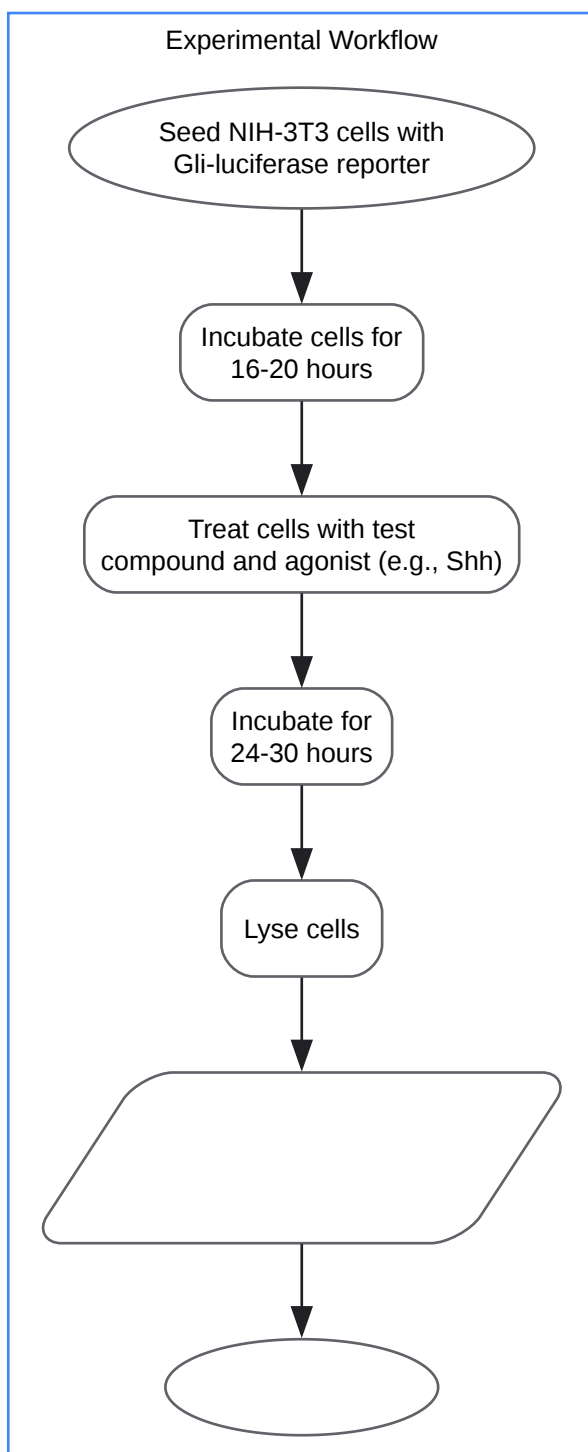 Experimental Workflow
Seed NIH-3T3 cells with
Gli-luciferase reporter
Incubate cells for
16-20 hours
Treat cells with test
compound and agonist (e.g., Shh)
Incubate for
24-30 hours
Lyse cells